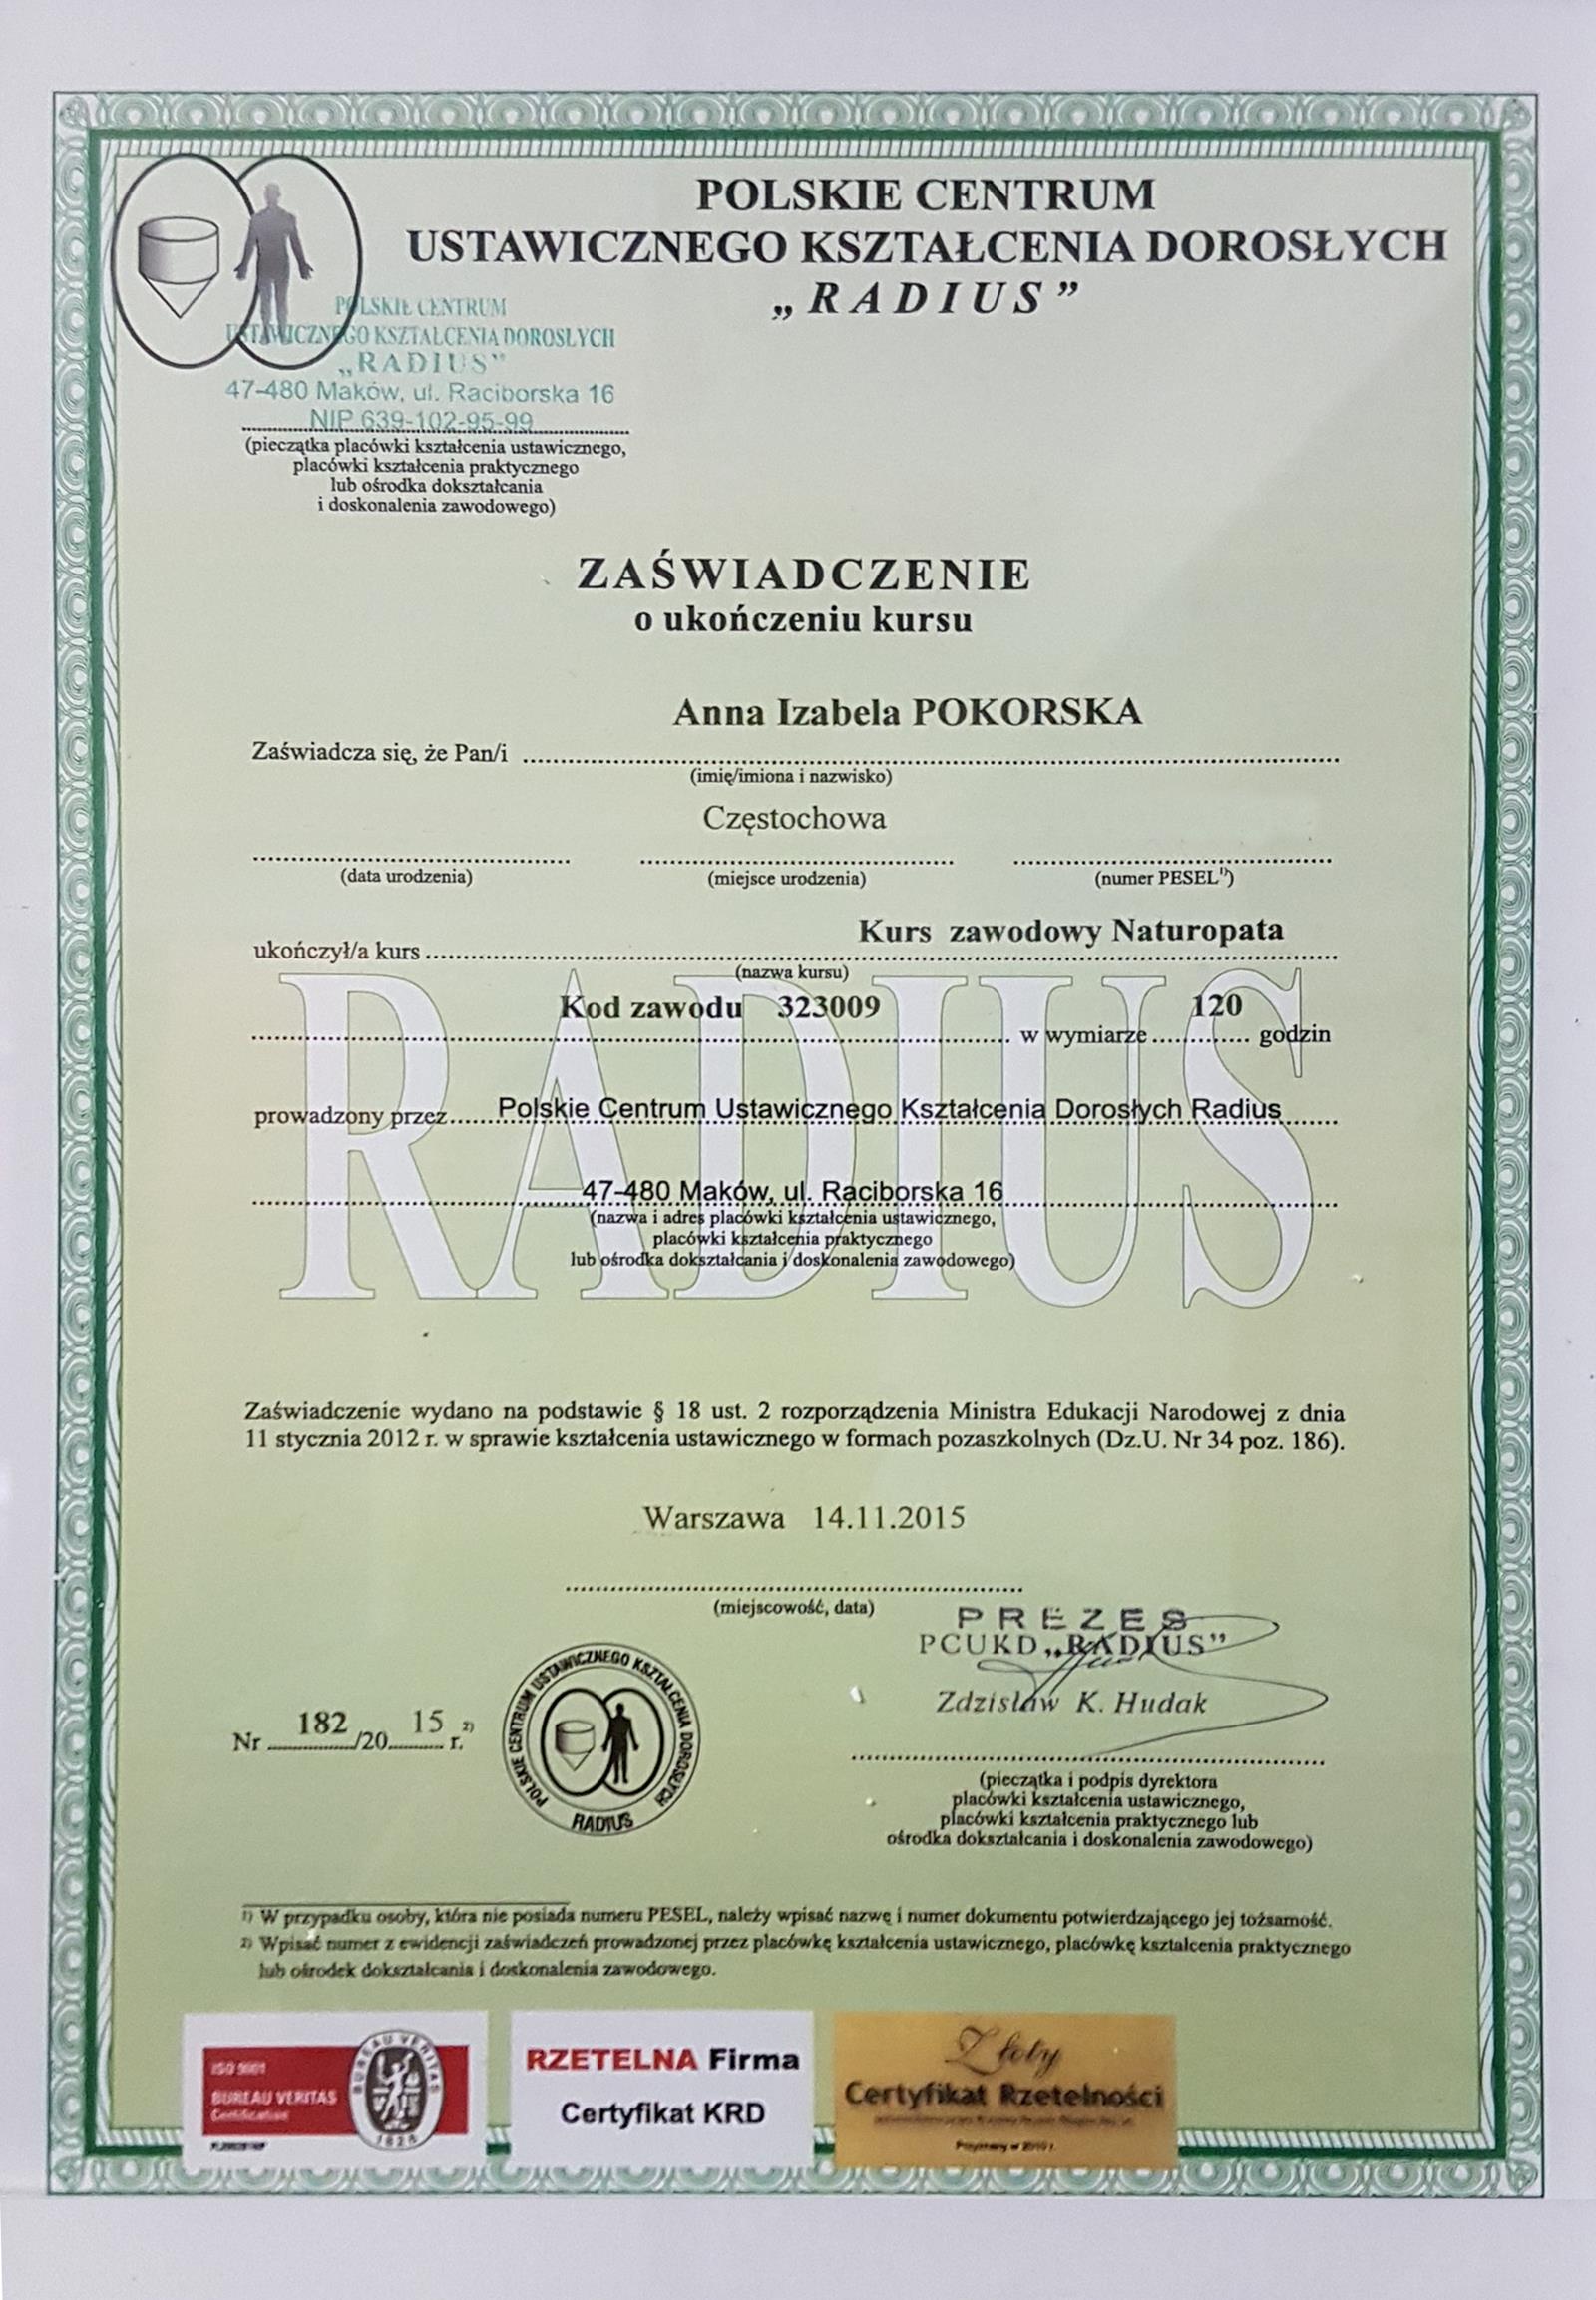 POLSKIE CENTRUM
USTAWICZNEGO KSZTAŁCENIA DOROSŁYCH
„RADIUS”
POLSKIE CENTRUM
USTAWICZNEGO KSZTAŁCENIA DOROSŁYCH
„RADIUS”
47-480 Maków, ul. Raciborska 16
NIP 639-102-95-99
(pieczątka placówki kształcenia ustawicznego,
placówki kształcenia praktycznego
lub ośrodka dokształcania
i doskonalenia zawodowego)
ZAŚWIADCZENIE
o ukończeniu kursu
Anna Izabela POKORSKA
Zaświadcza się, że Pan/i
(imię/imiona i nazwisko)
Częstochowa
(data urodzenia) (miejsce urodzenia) (numer PESEL¹⁾)
Kurs zawodowy Naturopata
ukończył/a kurs
(nazwa kursu)
Kod zawodu 323009 120
w wymiarze godzin
RADIUS
prowadzony przez Polskie Centrum Ustawicznego Kształcenia Dorosłych Radius
47-480 Maków, ul. Raciborska 16
(nazwa i adres placówki kształcenia ustawicznego,
placówki kształcenia praktycznego
lub ośrodka dokształcania i doskonalenia zawodowego)
Zaświadczenie wydano na podstawie § 18 ust. 2 rozporządzenia Ministra Edukacji Narodowej z dnia
11 stycznia 2012 r. w sprawie kształcenia ustawicznego w formach pozaszkolnych (Dz.U. Nr 34 poz. 186).
Warszawa 14.11.2015
(miejscowość, data)
PREZES
PCUKD „RADIUS”
Zdzisław K. Hudak
Nr 182 /20 15 r. ²⁾
POLSKIE CENTRUM USTAWICZNEGO KSZTAŁCENIA DOROSŁYCH
RADIUS
(pieczątka i podpis dyrektora
placówki kształcenia ustawicznego,
placówki kształcenia praktycznego lub
ośrodka dokształcania i doskonalenia zawodowego)
¹⁾ W przypadku osoby, która nie posiada numeru PESEL, należy wpisać nazwę i numer dokumentu potwierdzającego jej tożsamość.
²⁾ Wpisać numer z ewidencji zaświadczeń prowadzonej przez placówkę kształcenia ustawicznego, placówkę kształcenia praktycznego
lub ośrodek dokształcania i doskonalenia zawodowego.
ISO 9001
BUREAU VERITAS
Certification
BUREAU VERITAS
1828
RZETELNA Firma
Certyfikat KRD
Złoty
Certyfikat Rzetelności